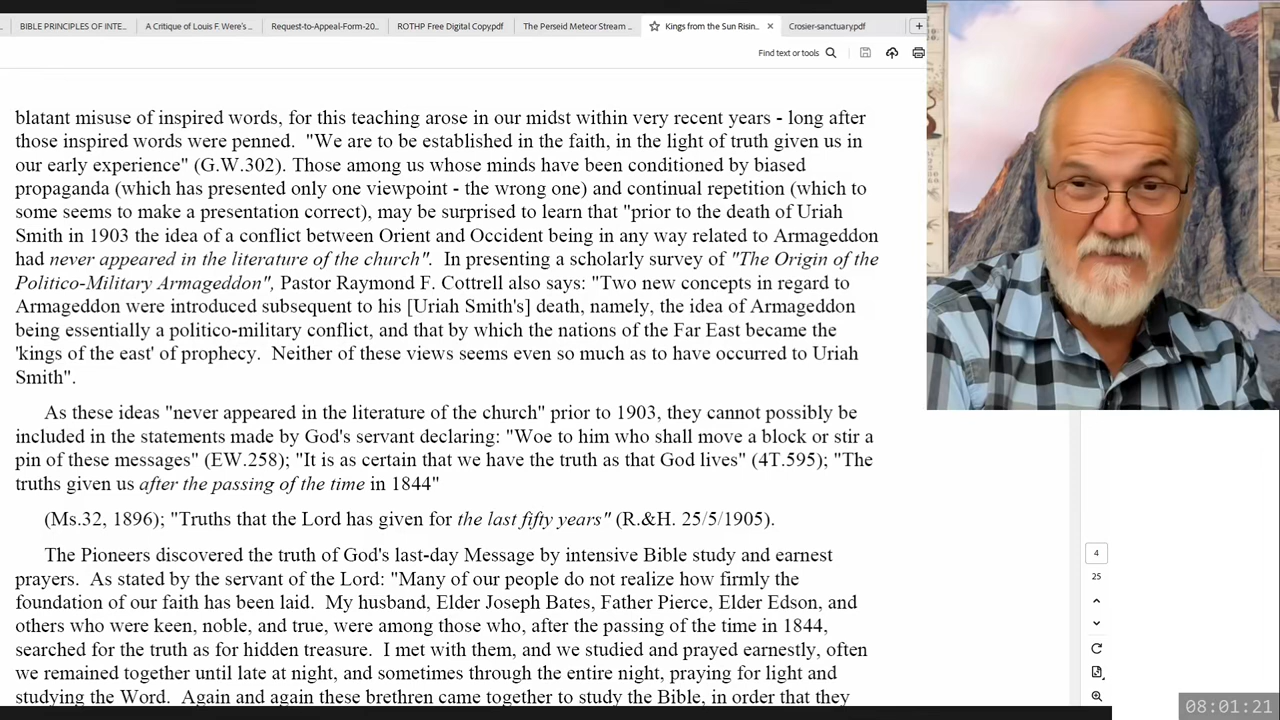 BIBLE PRINCIPLES OF INTE...
A Critique of Louis F. Were's ...
Request-to-Appeal-Form-20...
ROTHP Free Digital Copy.pdf
The Perseid Meteor Stream ...
Kings from the Sun Risin...
Crosier-sanctuary.pdf
Find text or tools
blatant misuse of inspired words, for this teaching arose in our midst within very recent years - long after
those inspired words were penned.  "We are to be established in the faith, in the light of truth given us in
our early experience" (G.W.302). Those among us whose minds have been conditioned by biased
propaganda (which has presented only one viewpoint - the wrong one) and continual repetition (which to
some seems to make a presentation correct), may be surprised to learn that "prior to the death of Uriah
Smith in 1903 the idea of a conflict between Orient and Occident being in any way related to Armageddon
had never appeared in the literature of the church".  In presenting a scholarly survey of "The Origin of the
Politico-Military Armageddon", Pastor Raymond F. Cottrell also says: "Two new concepts in regard to
Armageddon were introduced subsequent to his [Uriah Smith's] death, namely, the idea of Armageddon
being essentially a politico-military conflict, and that by which the nations of the Far East became the
'kings of the east' of prophecy.  Neither of these views seems even so much as to have occurred to Uriah
Smith".
As these ideas "never appeared in the literature of the church" prior to 1903, they cannot possibly be
included in the statements made by God's servant declaring: "Woe to him who shall move a block or stir a
pin of these messages" (EW.258); "It is as certain that we have the truth as that God lives" (4T.595); "The
truths given us after the passing of the time in 1844"
(Ms.32, 1896); "Truths that the Lord has given for the last fifty years" (R.&H. 25/5/1905).
The Pioneers discovered the truth of God's last-day Message by intensive Bible study and earnest
prayers.  As stated by the servant of the Lord: "Many of our people do not realize how firmly the
foundation of our faith has been laid.  My husband, Elder Joseph Bates, Father Pierce, Elder Edson, and
others who were keen, noble, and true, were among those who, after the passing of the time in 1844,
searched for the truth as for hidden treasure.  I met with them, and we studied and prayed earnestly, often
we remained together until late at night, and sometimes through the entire night, praying for light and
studying the Word.  Again and again these brethren came together to study the Bible, in order that they
4
25
08:01:21